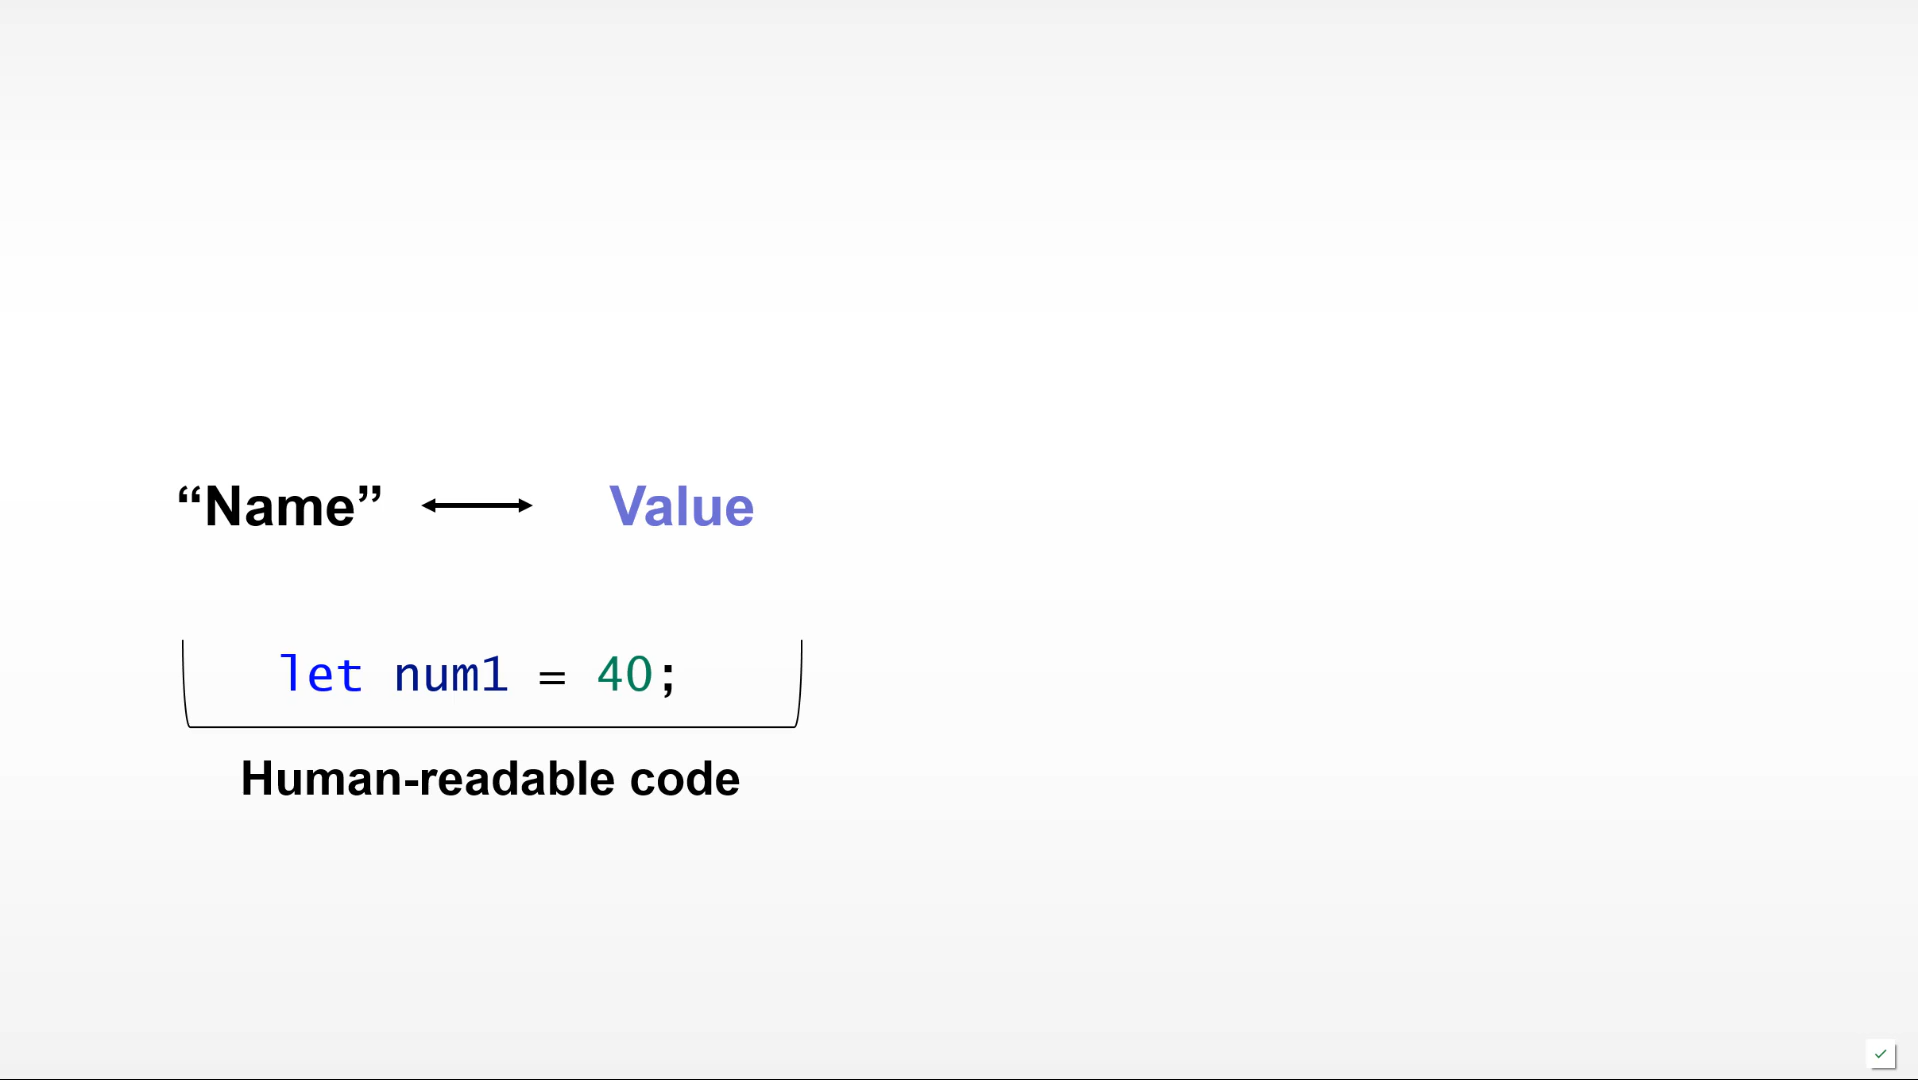 “Name” Value
let num1 = 40;
Human-readable code